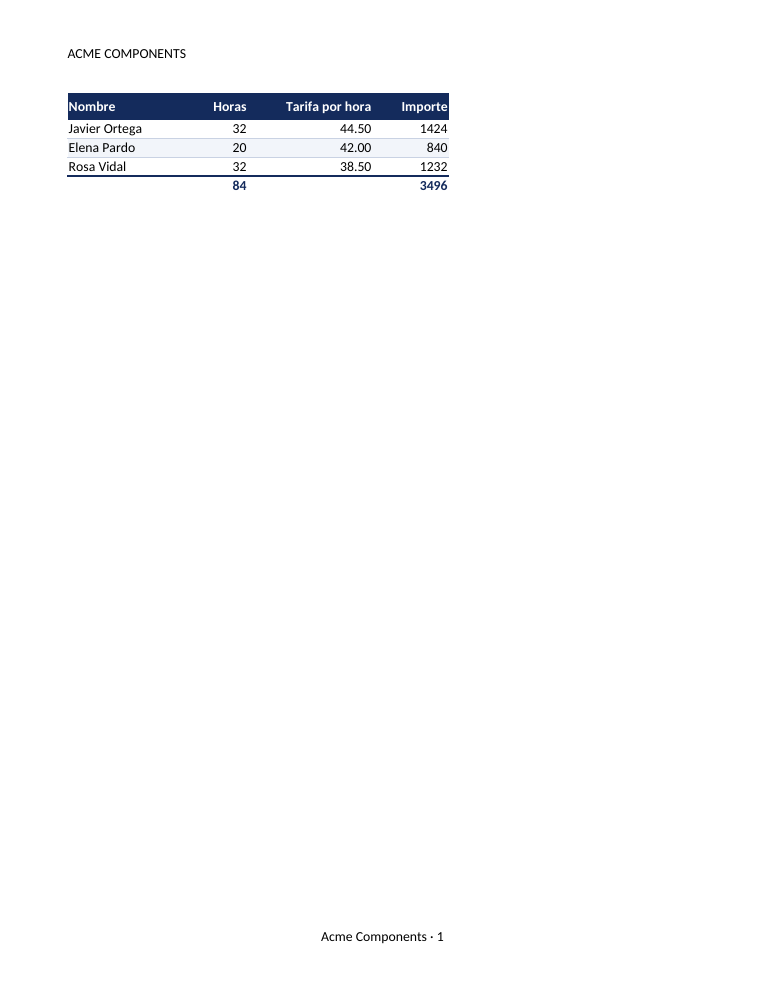 ACME COMPONENTS
Nombre Horas Tarifa por hora Importe
Javier Ortega 32 44.50 1424
Elena Pardo 20 42.00 840
Rosa Vidal 32 38.50 1232
84 3496
Acme Components · 1